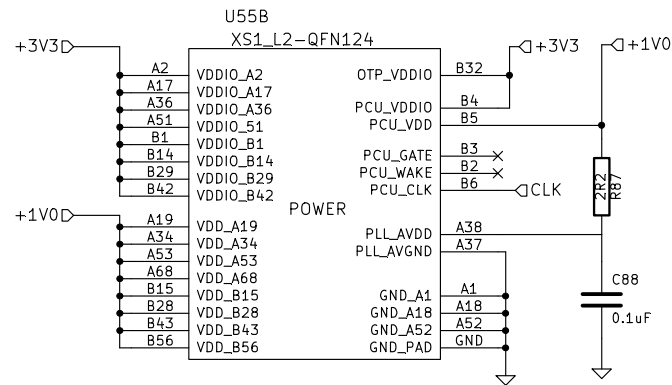 U55B
XS1_L2-QFN124
+3V3
A2 VDDIO_A2
A17 VDDIO_A17
A36 VDDIO_A36
A51 VDDIO_51
B1 VDDIO_B1
B14 VDDIO_B14
B29 VDDIO_B29
B42 VDDIO_B42
+1V0
A19 VDD_A19
A34 VDD_A34
A53 VDD_A53
A68 VDD_A68
B15 VDD_B15
B28 VDD_B28
B43 VDD_B43
B56 VDD_B56
POWER
+3V3
+1V0
OTP_VDDIO B32
PCU_VDDIO B4
PCU_VDD B5
PCU_GATE B3
PCU_WAKE B2
PCU_CLK B6 CLK
PLL_AVDD A38
PLL_AVGND A37
GND_A1 A1
GND_A18 A18
GND_A52 A52
GND_PAD GND
2R2
R87
C88
0.1uF